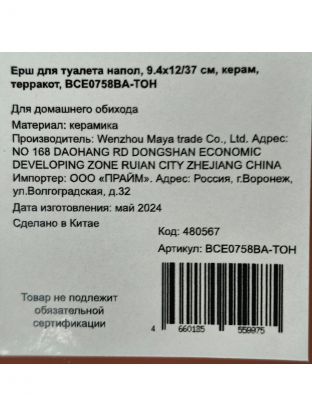 Ерш для туалета напол, 9.4х12/37 см, керам,
терракот, BCE0758BA-TOH
Для домашнего обихода
Материал: керамика
Производитель: Wenzhou Maya trade Co., Ltd. Адрес:
NO 168 DAOHANG RD DONGSHAN ECONOMIC
DEVELOPING ZONE RUIAN CITY ZHEJIANG CHINA
Импортер: ООО «ПРАЙМ». Адрес: Россия, г.Воронеж,
ул.Волгоградская, д.32
Дата изготовления: май 2024
Сделано в Китае
Код: 480567
Артикул: BCE0758BA-TOH
Товар не подлежит
обязательной
сертификации
4 660185 559975